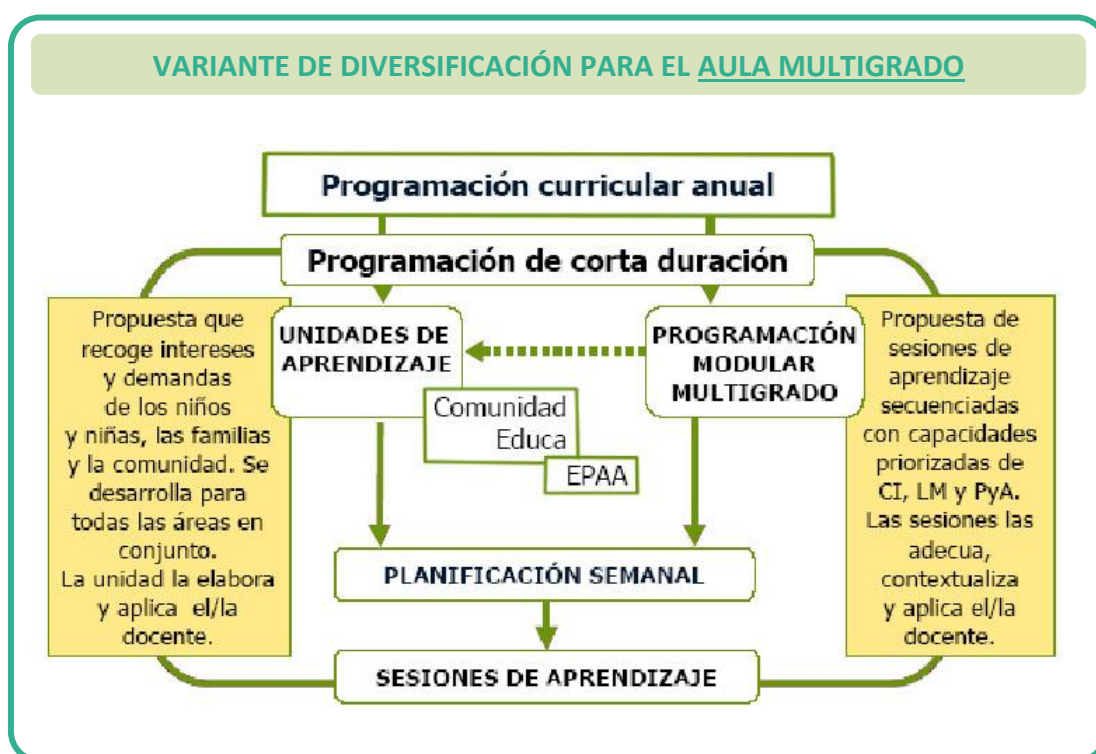 VARIANTE DE DIVERSIFICACIÓN PARA EL AULA MULTIGRADO
Programación curricular anual
Programación de corta duración
Propuesta que
recoge intereses
y demandas
de los niños
y niñas, las familias
y la comunidad. Se
desarrolla para
todas las áreas en
conjunto.
La unidad la elabora
y aplica el/la
docente.
UNIDADES DE
APRENDIZAJE
Comunidad
Educa
EPAA
PROGRAMACIÓN
MODULAR
MULTIGRADO
Propuesta de
sesiones de
aprendizaje
secuenciadas
con capacidades
priorizadas de
CI, LM y PyA.
Las sesiones las
adecua,
contextualiza
y aplica el/la
docente.
PLANIFICACIÓN SEMANAL
SESIONES DE APRENDIZAJE